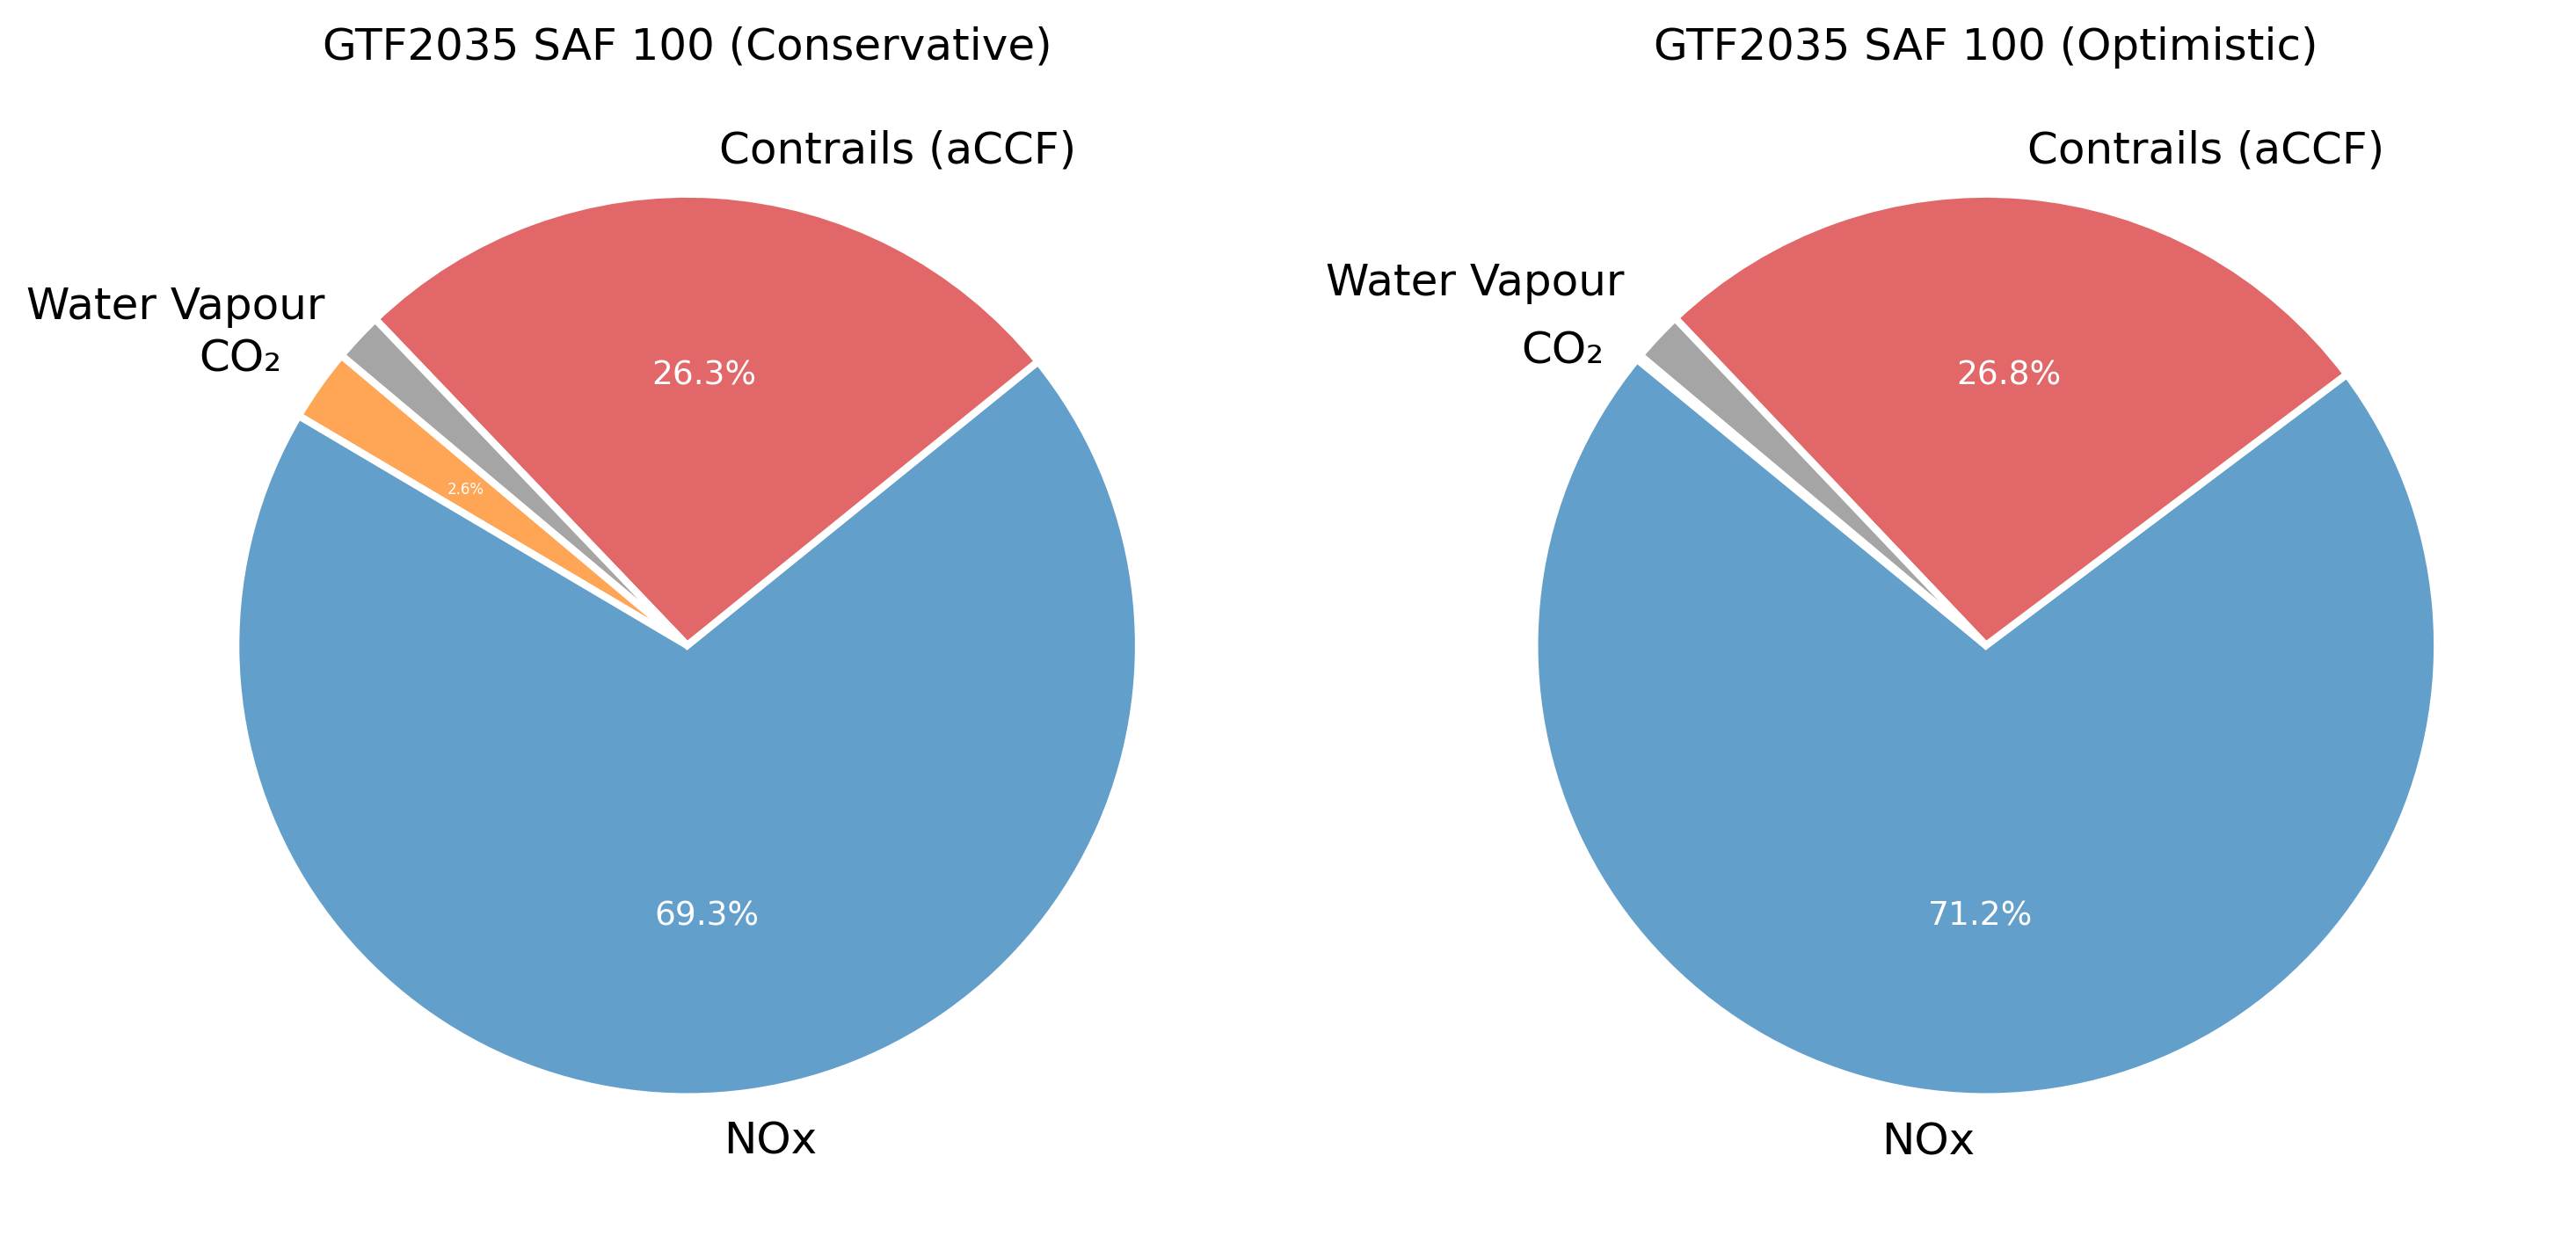 GTF2035 SAF 100 (Conservative)
Contrails (aCCF)
Water Vapour
CO₂
26.3%
2.6%
69.3%
NOx
GTF2035 SAF 100 (Optimistic)
Contrails (aCCF)
Water Vapour
CO₂
26.8%
71.2%
NOx